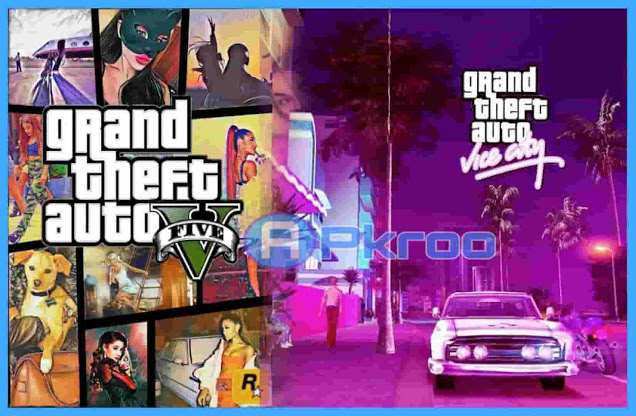 grand
theft
auto
V
FIVE
grand
theft
auto
vice city
APkroo
R